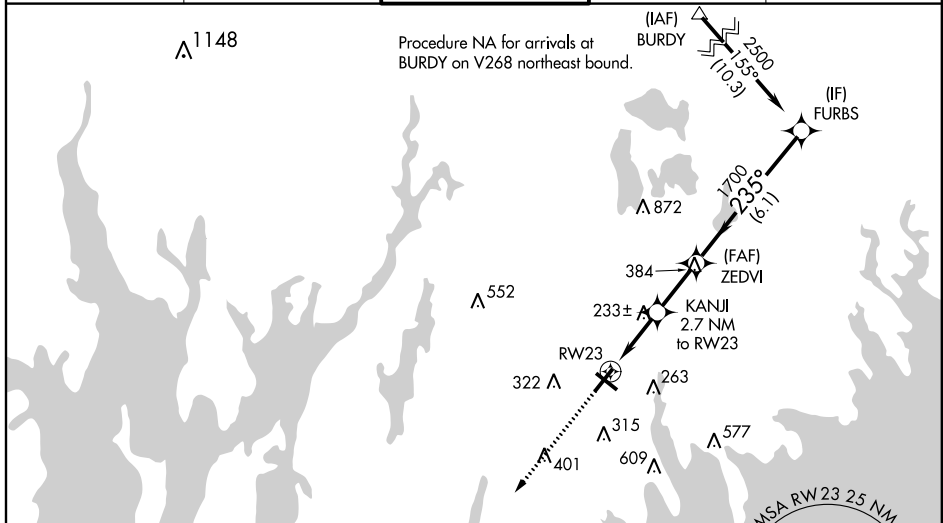 1148
Procedure NA for arrivals at
BURDY on V268 northeast bound.
(IAF)
BURDY
2500
155°
(10.3)
(IF)
FURBS
1700
235°
(6.1)
872
(FAF)
ZEDVI
384
552
233±
KANJI
2.7 NM
to RW23
RW23
322
263
315
577
401
609
MSA RW23 25 NM